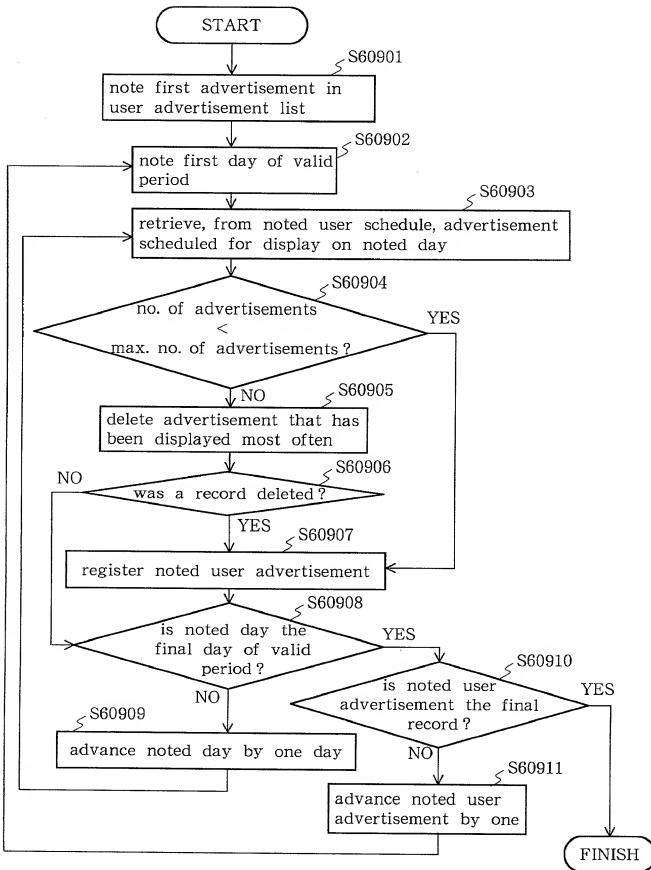 START
S60901
note first advertisement in
user advertisement list
S60902
note first day of valid
period
S60903
retrieve, from noted user schedule, advertisement
scheduled for display on noted day
S60904
no. of advertisements
<
max. no. of advertisements ?
YES
NO
S60905
delete advertisement that has
been displayed most often
S60906
NO
was a record deleted ?
YES
S60907
register noted user advertisement
S60908
is noted day the
final day of valid
period ?
YES
S60910
NO
is noted user
advertisement the final
record ?
YES
S60909
advance noted day by one day
NO
S60911
advance noted user
advertisement by one
FINISH